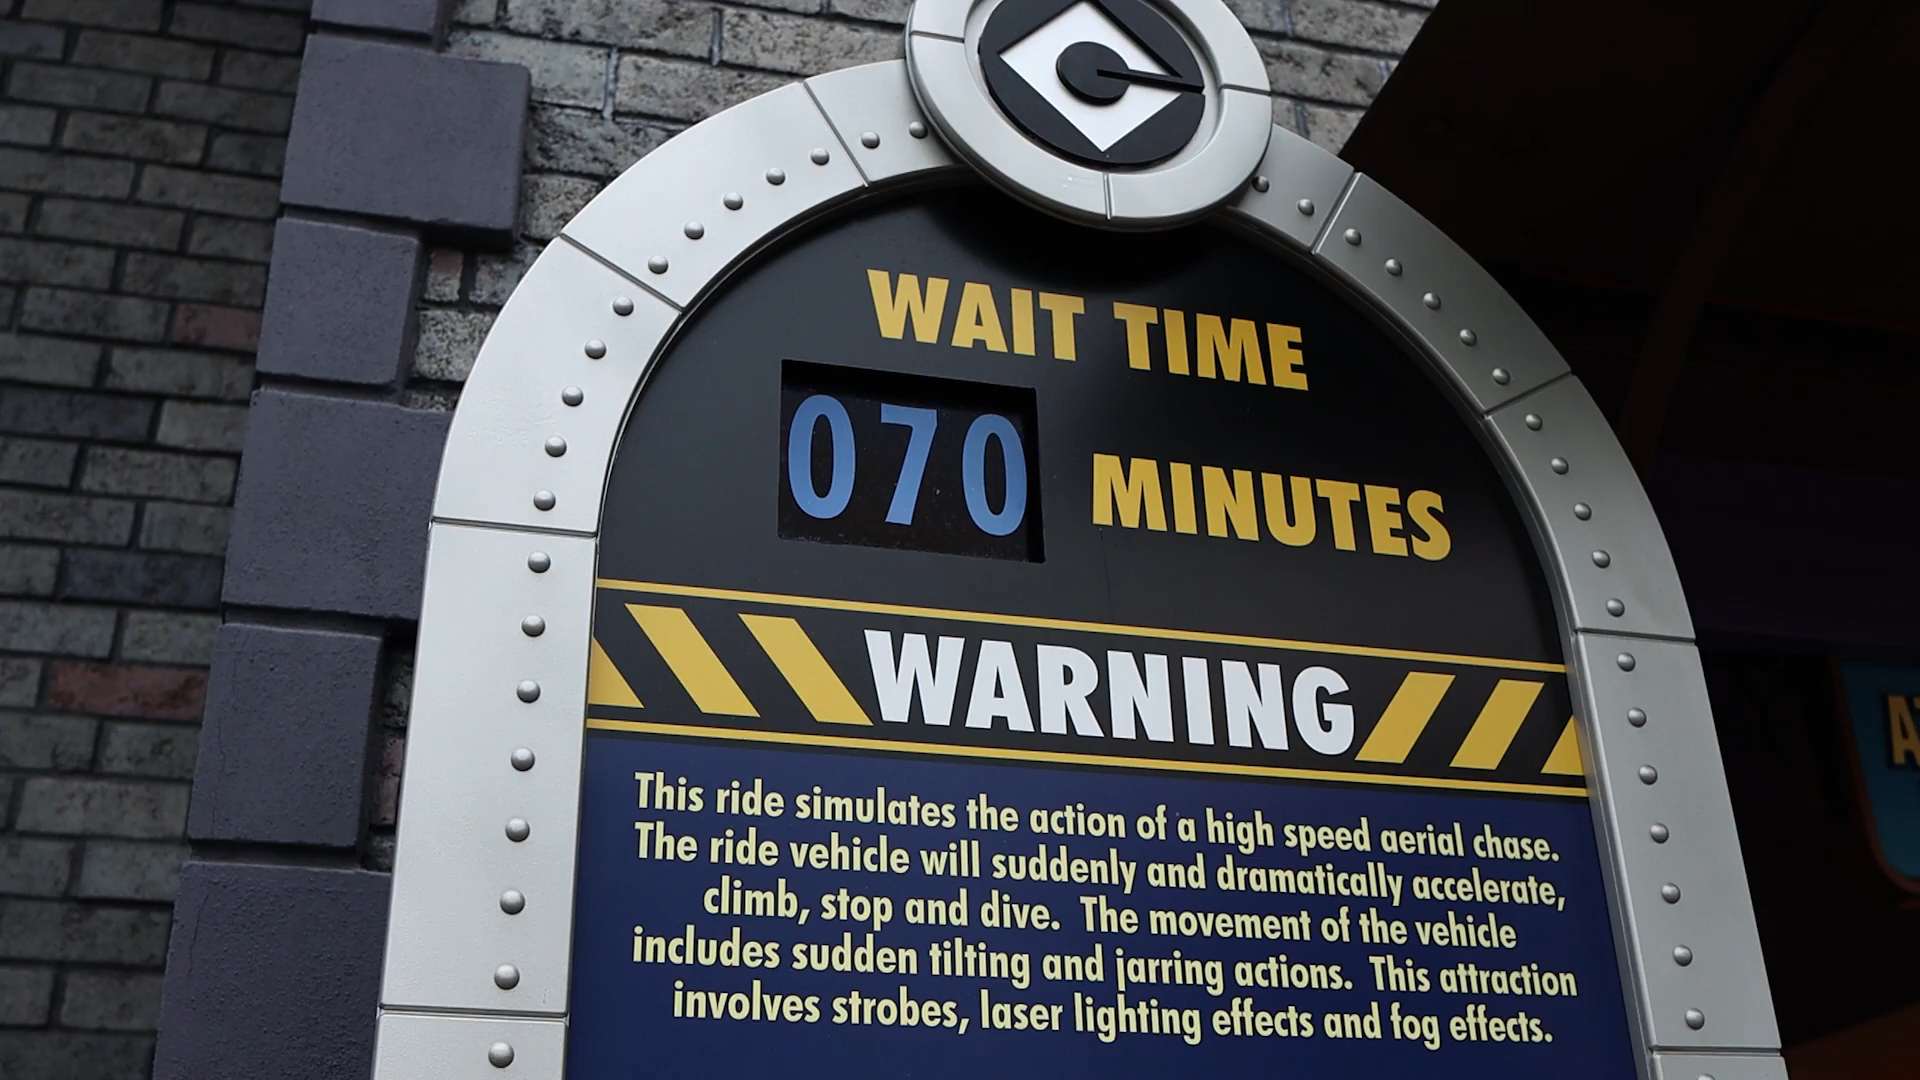 WAIT TIME
070 MINUTES
WARNING
This ride simulates the action of a high speed aerial chase.
The ride vehicle will suddenly and dramatically accelerate,
climb, stop and dive. The movement of the vehicle
includes sudden tilting and jarring actions. This attraction
involves strobes, laser lighting effects and fog effects.